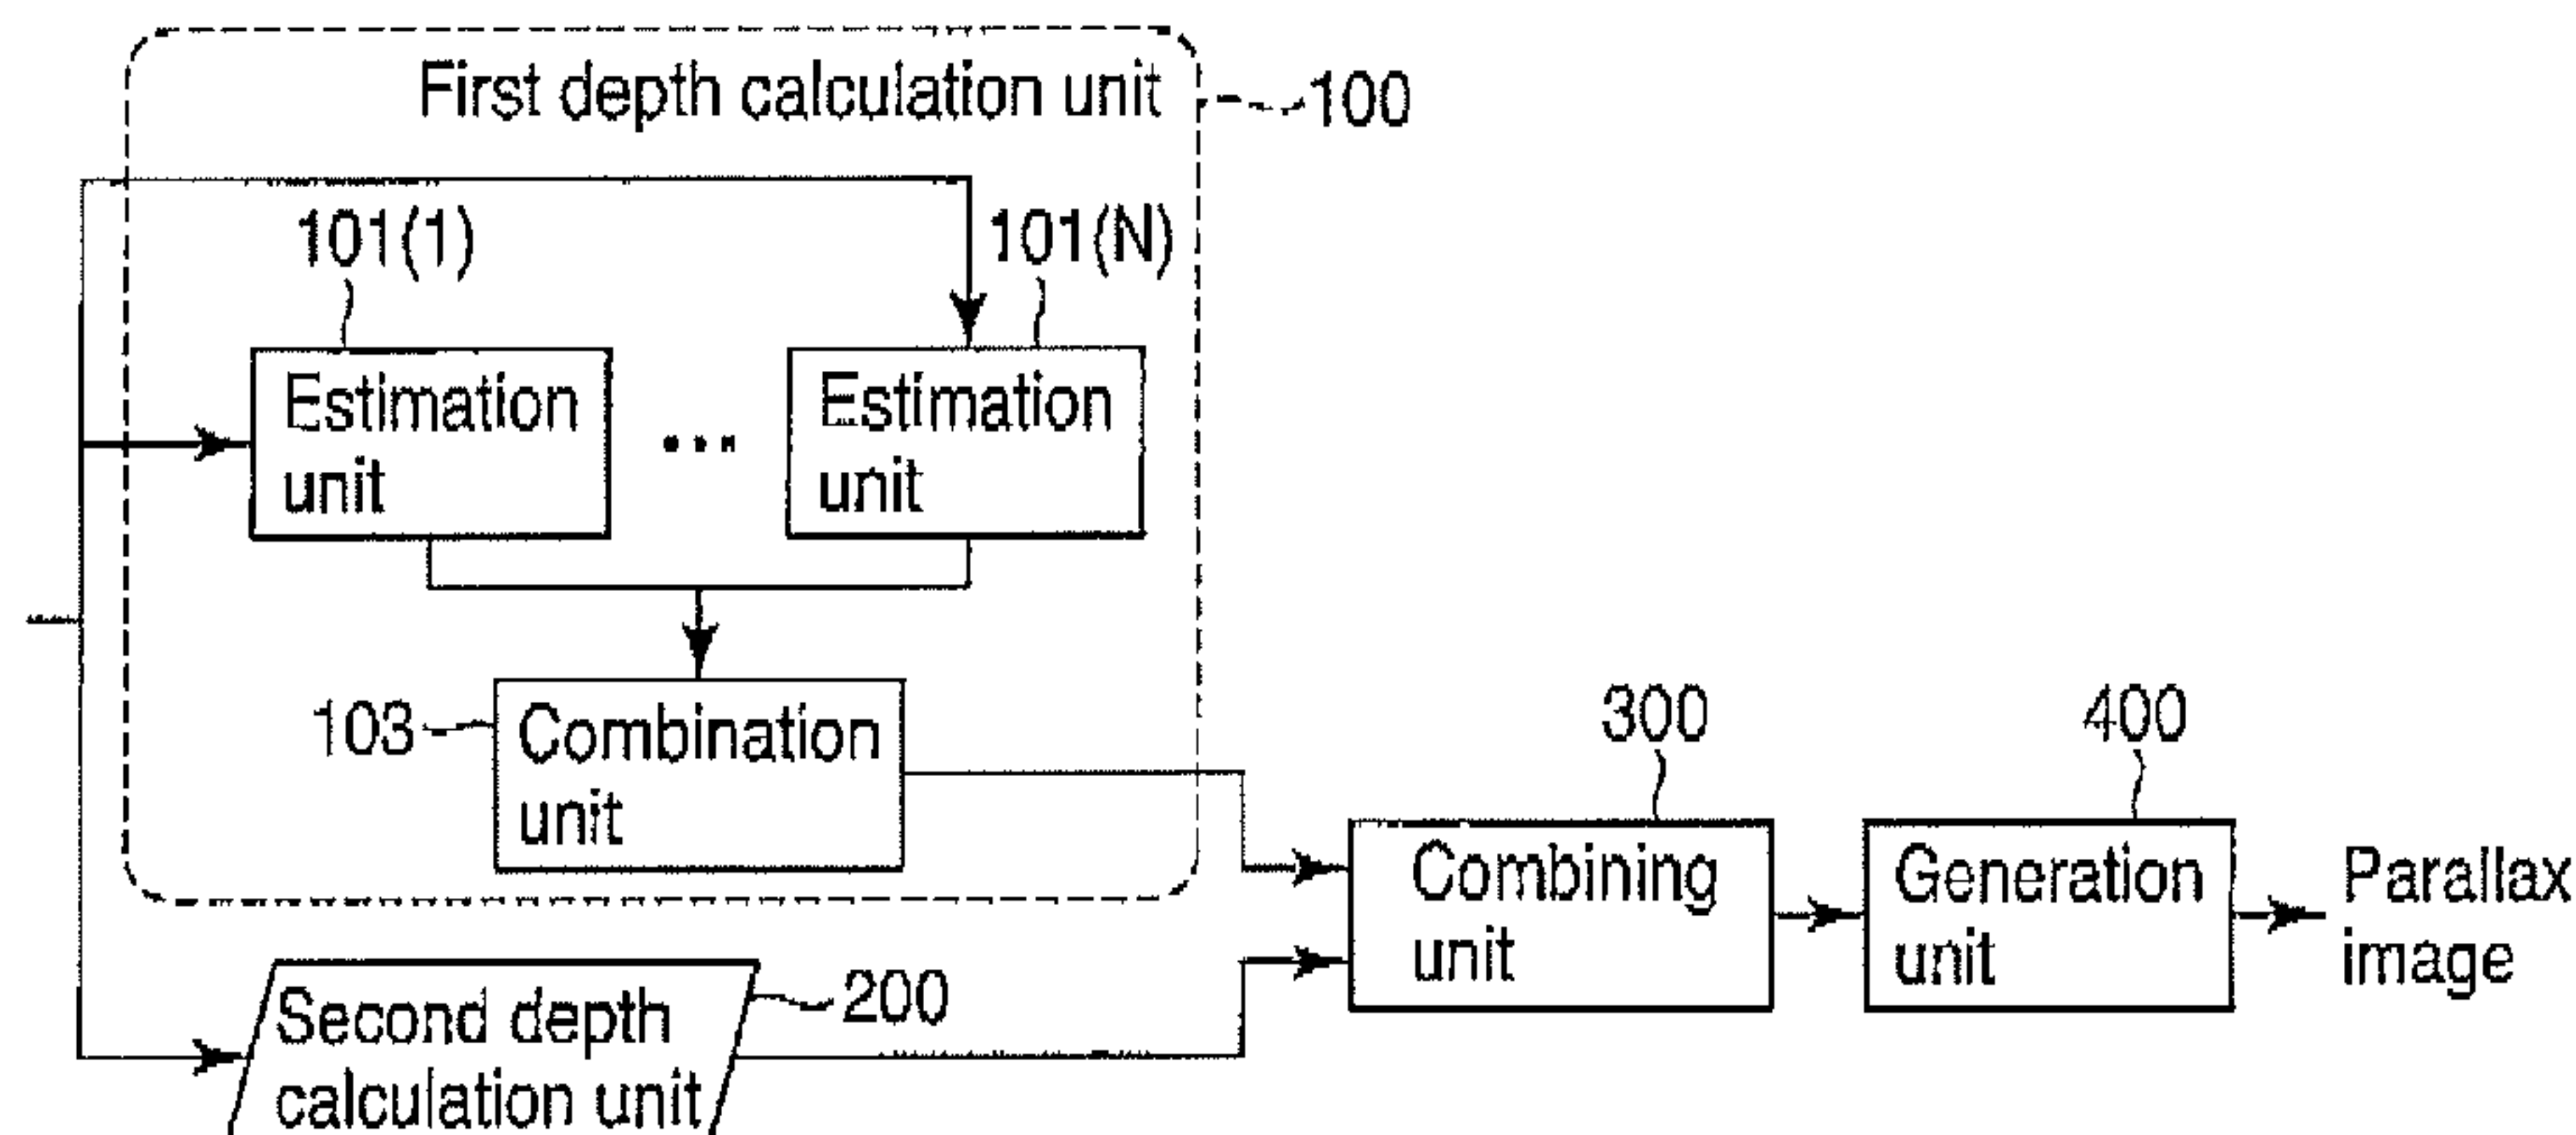 First depth calculation unit
100
101(1)
101(N)
Estimation
unit
...
Estimation
unit
103
Combination
unit
300
400
Combining
unit
Generation
unit
Parallax
image
Second depth
calculation unit
200